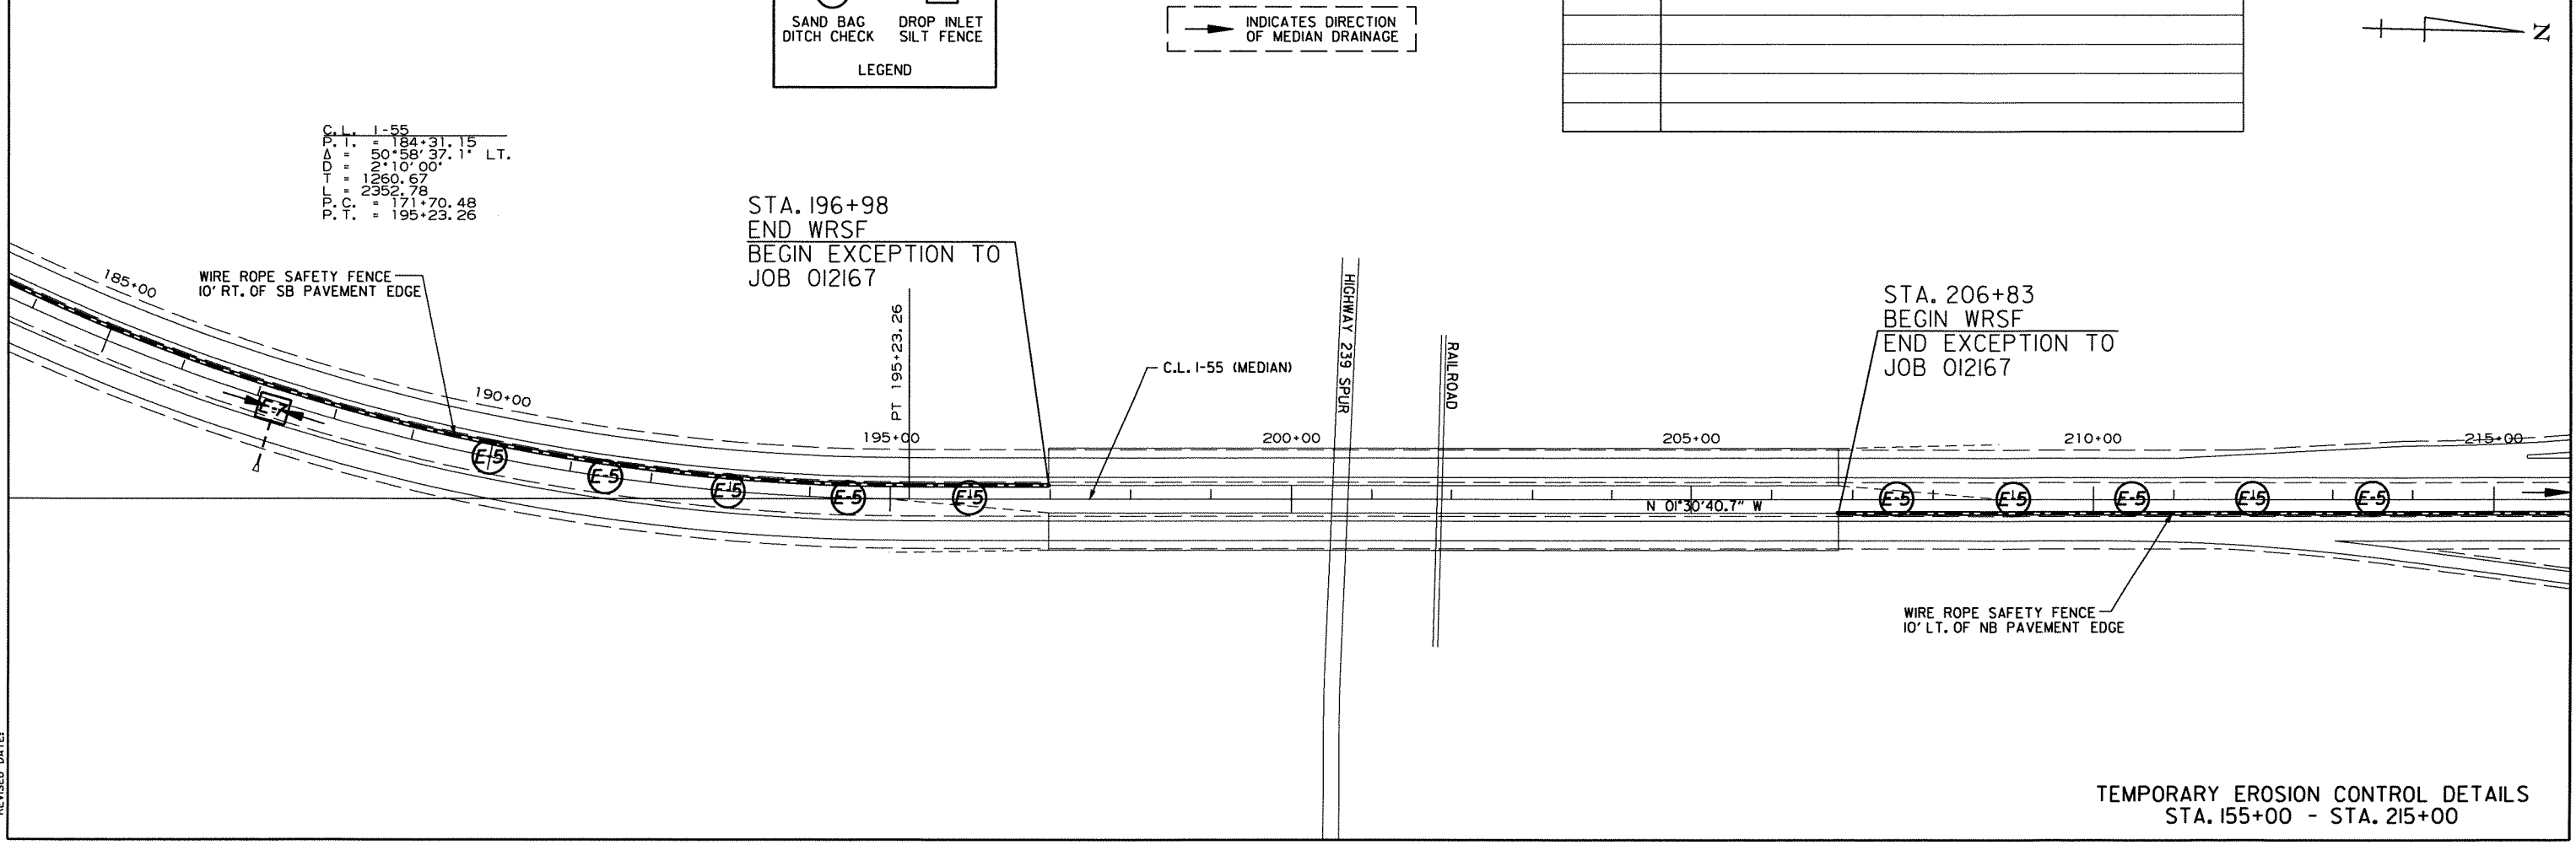 SAND BAG DITCH CHECK
DROP INLET SILT FENCE
LEGEND
INDICATES DIRECTION
OF MEDIAN DRAINAGE
N
C.L. I-55
P.I. = 184+31.15
Δ = 50°58'37.1" LT.
D = 2°10'00"
T = 1260.67
L = 2352.78
P.C. = 171+70.48
P.T. = 195+23.26
STA. 196+98
END WRSF
BEGIN EXCEPTION TO
JOB 012167
WIRE ROPE SAFETY FENCE
10' RT. OF SB PAVEMENT EDGE
185+00
190+00
PT 195+23.26
195+00
C.L. I-55 (MEDIAN)
200+00
HIGHWAY 239 SPUR
RAILROAD
205+00
STA. 206+83
BEGIN WRSF
END EXCEPTION TO
JOB 012167
210+00
215+00
E-7
E-5
E-5
E-5
E-5
E-5
N 01°30'40.7" W
E-5
E-5
E-5
E-5
E-5
WIRE ROPE SAFETY FENCE
10' LT. OF NB PAVEMENT EDGE
REVISED DATE:
TEMPORARY EROSION CONTROL DETAILS
STA. 155+00 - STA. 215+00